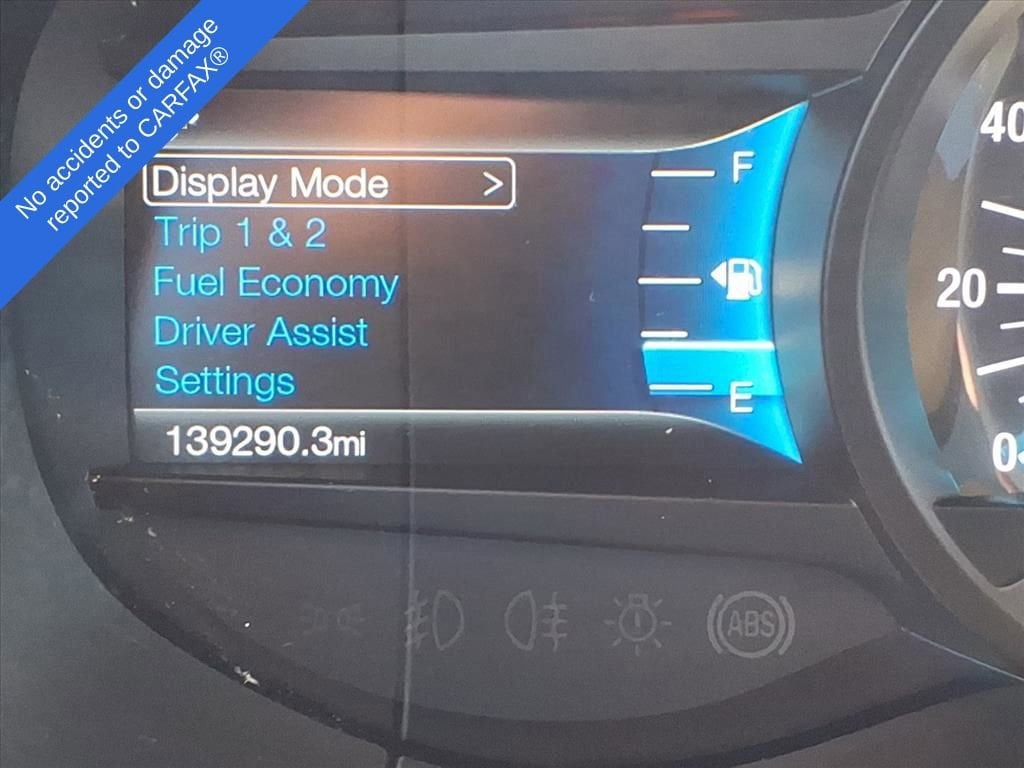 No accidents or damage
reported to CARFAX®
Display Mode >
Trip 1 & 2
Fuel Economy
Driver Assist
Settings
139290.3mi
F
E
40
20
0
ABS